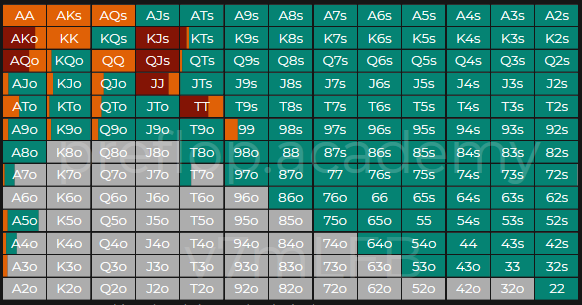 AA AKs AQs AJs ATs A9s A8s A7s A6s A5s A4s A3s A2s
AKo KK KQs KJs KTs K9s K8s K7s K6s K5s K4s K3s K2s
AQo KQo QQ QJs QTs Q9s Q8s Q7s Q6s Q5s Q4s Q3s Q2s
AJo KJo QJo JJ JTs J9s J8s J7s J6s J5s J4s J3s J2s
ATo KTo QTo JTo TT T9s T8s T7s T6s T5s T4s T3s T2s
A9o K9o Q9o J9o T9o 99 98s 97s 96s 95s 94s 93s 92s
A8o K8o Q8o J8o T8o 98o 88 87s 86s 85s 84s 83s 82s
preflop.academy
A7o K7o Q7o J7o T7o 97o 87o 77 76s 75s 74s 73s 72s
A6o K6o Q6o J6o T6o 96o 86o 76o 66 65s 64s 63s 62s
A5o K5o Q5o J5o T5o 95o 85o 75o 65o 55 54s 53s 52s
A4o K4o Q4o J4o T4o 94o 84o 74o 64o 54o 44 43s 42s
A3o K3o Q3o J3o T3o 93o 83o 73o 63o 53o 43o 33 32s
A2o K2o Q2o J2o T2o 92o 82o 72o 62o 52o 42o 32o 22